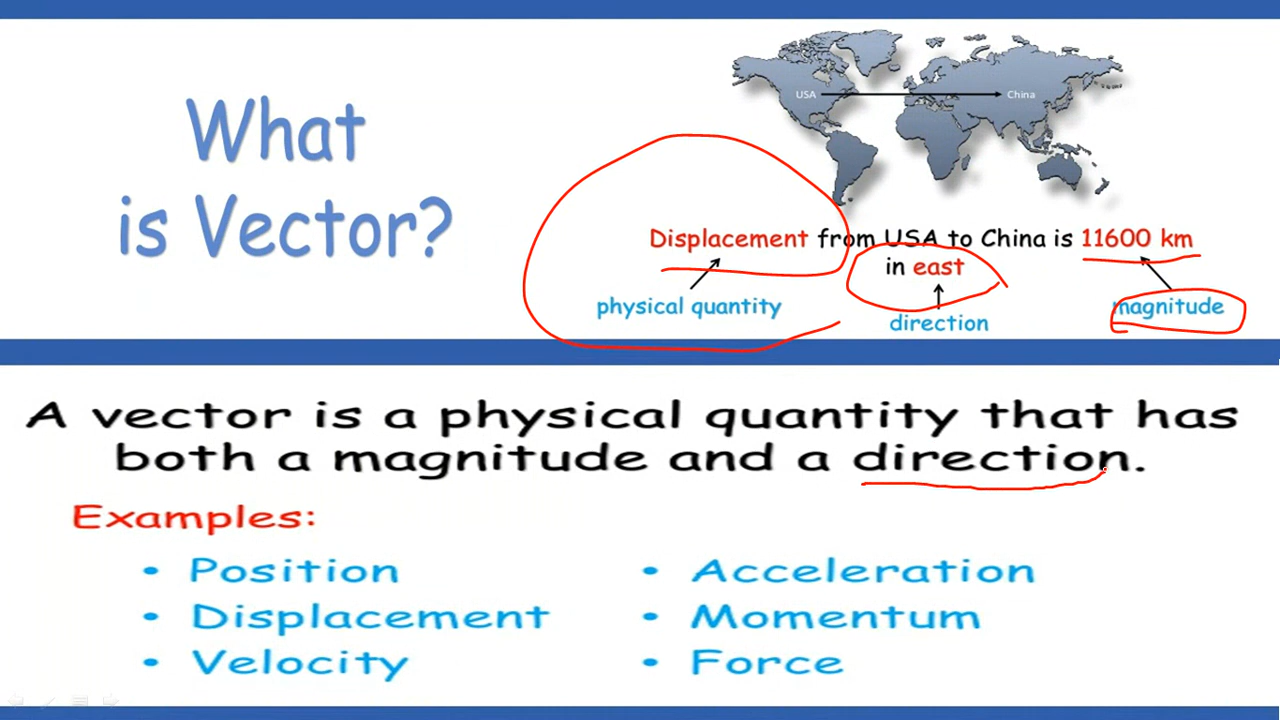 What
is Vector?
USA
China
Displacement from USA to China is 11600 km
in east
physical quantity
direction
magnitude
A vector is a physical quantity that has
both a magnitude and a direction.
Examples:
• Position
• Displacement
• Velocity
• Acceleration
• Momentum
• Force